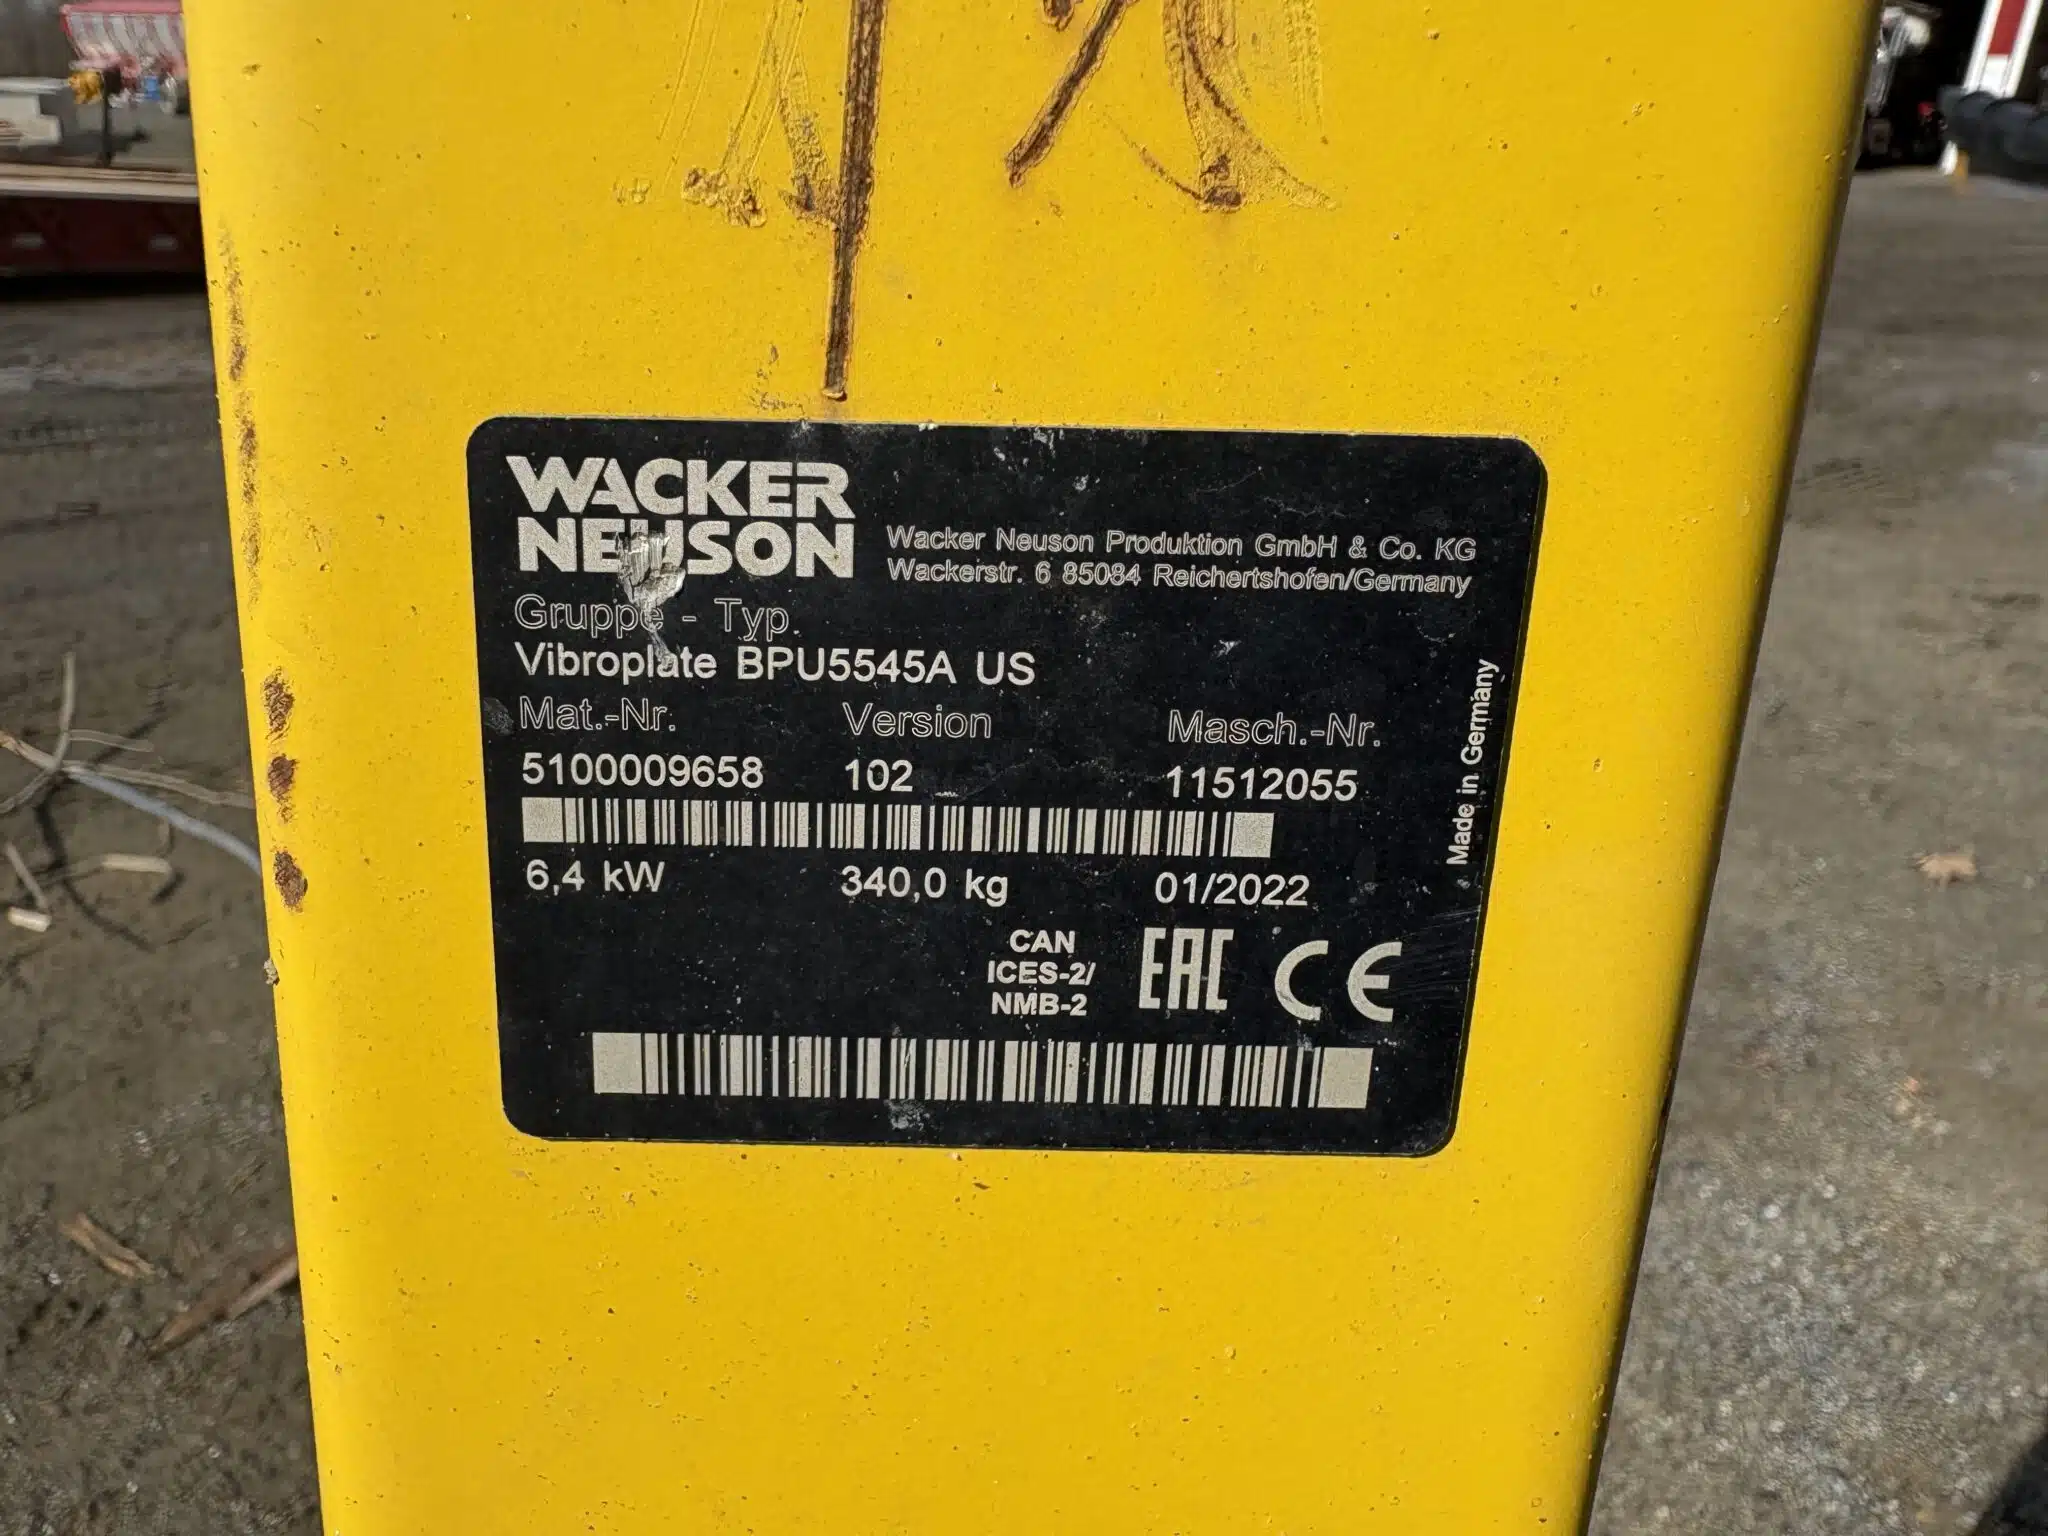 WACKER
NEUSON
Wacker Neuson Produktion GmbH & Co. KG
Wackerstr. 6 85084 Reichertshofen/Germany
Gruppe - Typ
Vibroplate BPU5545A US
Mat.-Nr. Version Masch.-Nr.
5100009658 102 11512055
6,4 kW 340,0 kg 01/2022
CAN
ICES-2/
NMB-2
EAC CE
Made in Germany